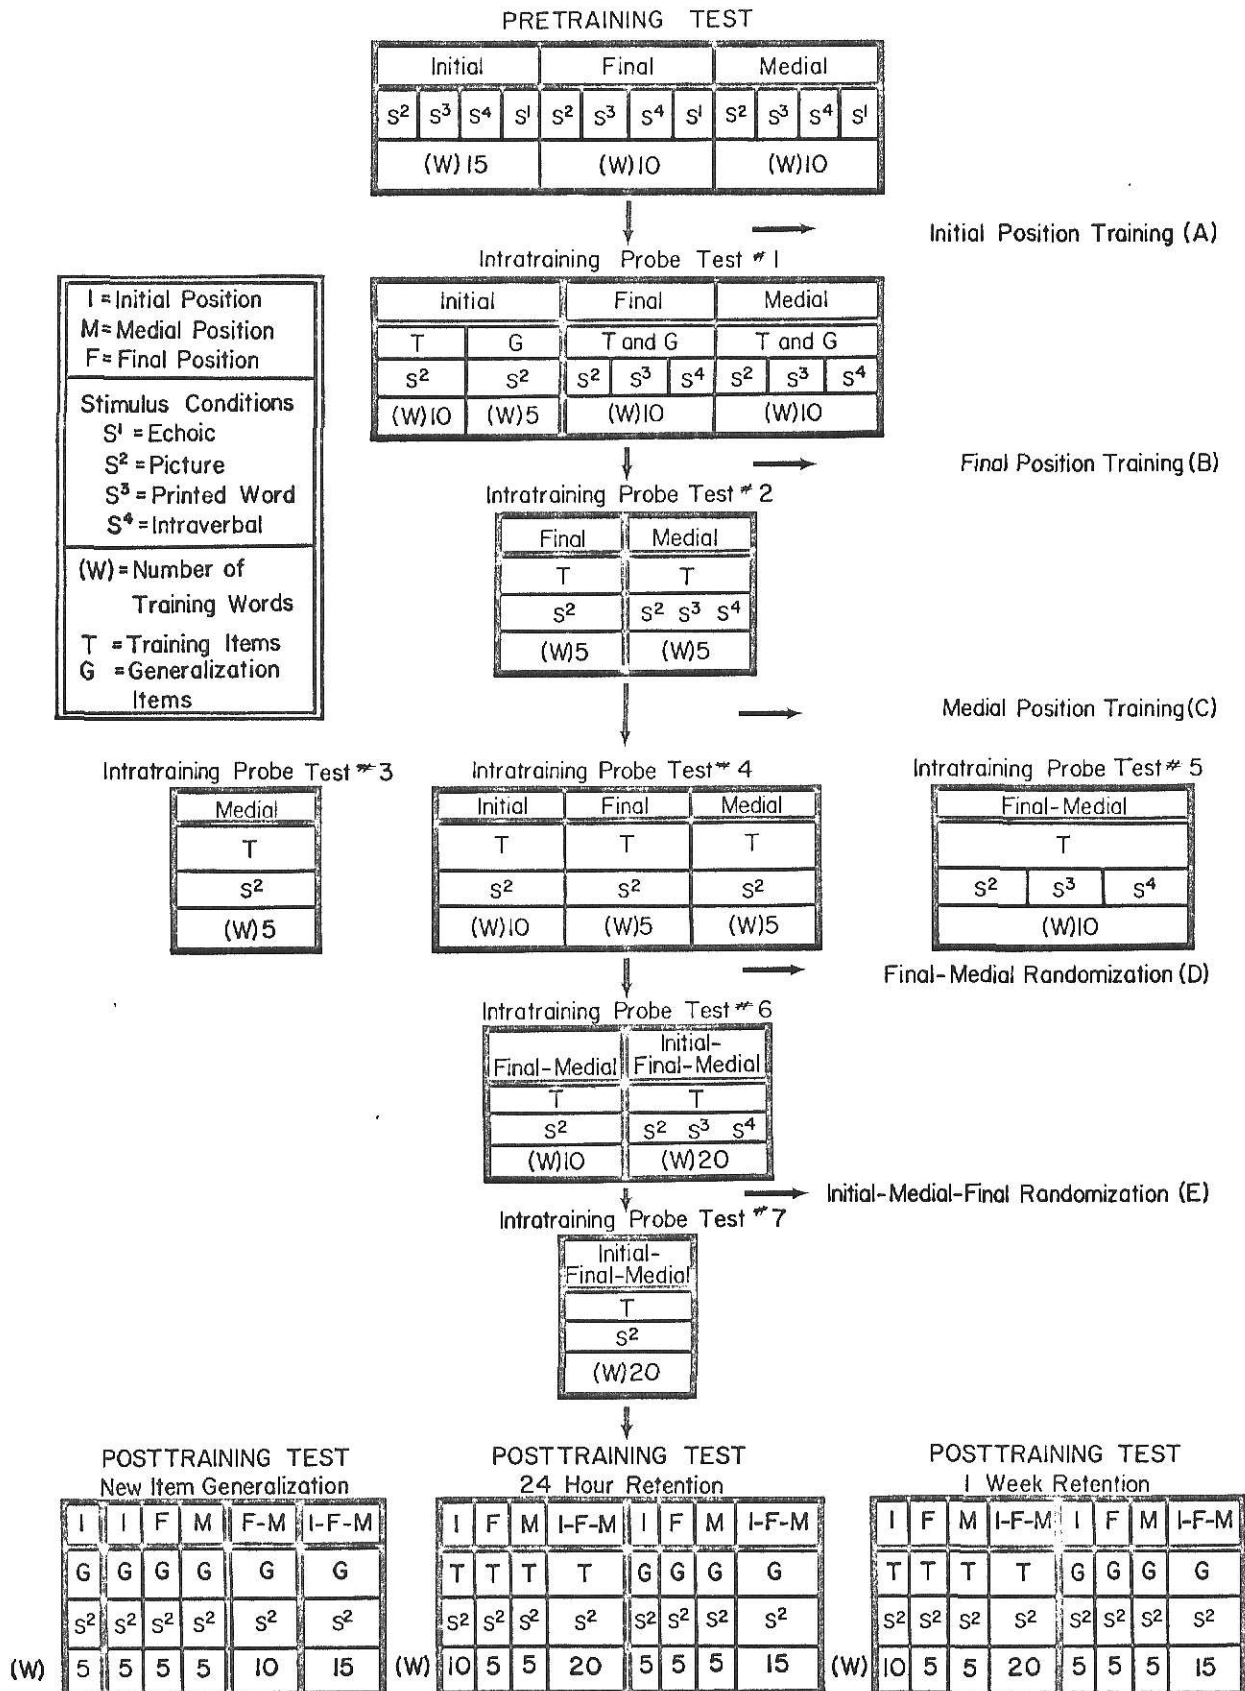 PRETRAINING TEST
Initial Final Medial
S² S³ S⁴ S¹ S² S³ S⁴ S¹ S² S³ S⁴ S¹
(W)15 (W)10 (W)10
Initial Position Training (A)
Intratraining Probe Test #1
Initial Final Medial
T G T and G T and G
S² S² S² S³ S⁴ S² S³ S⁴
(W)10 (W)5 (W)10 (W)10
I = Initial Position
M = Medial Position
F = Final Position
Stimulus Conditions
S¹ = Echoic
S² = Picture
S³ = Printed Word
S⁴ = Intraverbal
(W) = Number of
Training Words
T = Training Items
G = Generalization
Items
Final Position Training (B)
Intratraining Probe Test #2
Final Medial
T T
S² S² S³ S⁴
(W)5 (W)5
Medial Position Training (C)
Intratraining Probe Test #3
Medial
T
S²
(W)5
Intratraining Probe Test #4
Initial Final Medial
T T T
S² S² S²
(W)10 (W)5 (W)5
Intratraining Probe Test #5
Final-Medial
T
S² S³ S⁴
(W)10
Final-Medial Randomization (D)
Intratraining Probe Test #6
Final-Medial Initial-
Final-Medial
T T
S² S² S³ S⁴
(W)10 (W)20
Initial-Medial-Final Randomization (E)
Intratraining Probe Test #7
Initial-
Final-Medial
T
S²
(W)20
POSTTRAINING TEST
New Item Generalization
I I F M F-M I-F-M
G G G G G G
S² S² S² S² S² S²
(W) 5 5 5 5 10 15
POSTTRAINING TEST
24 Hour Retention
I F M I-F-M I F M I-F-M
T T T T G G G G
S² S² S² S² S² S² S² S²
(W) 10 5 5 20 5 5 5 15
POSTTRAINING TEST
1 Week Retention
I F M I-F-M I F M I-F-M
T T T T G G G G
S² S² S² S² S² S² S² S²
(W) 10 5 5 20 5 5 5 15